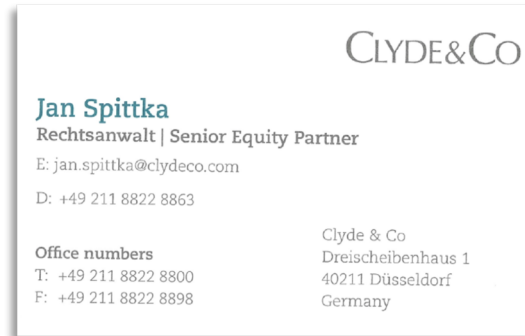 CLYDE&CO
Jan Spittka
Rechtsanwalt | Senior Equity Partner
E: jan.spittka@clydeco.com
D: +49 211 8822 8863
Office numbers
T: +49 211 8822 8800
F: +49 211 8822 8898
Clyde & Co
Dreischeibenhaus 1
40211 Düsseldorf
Germany